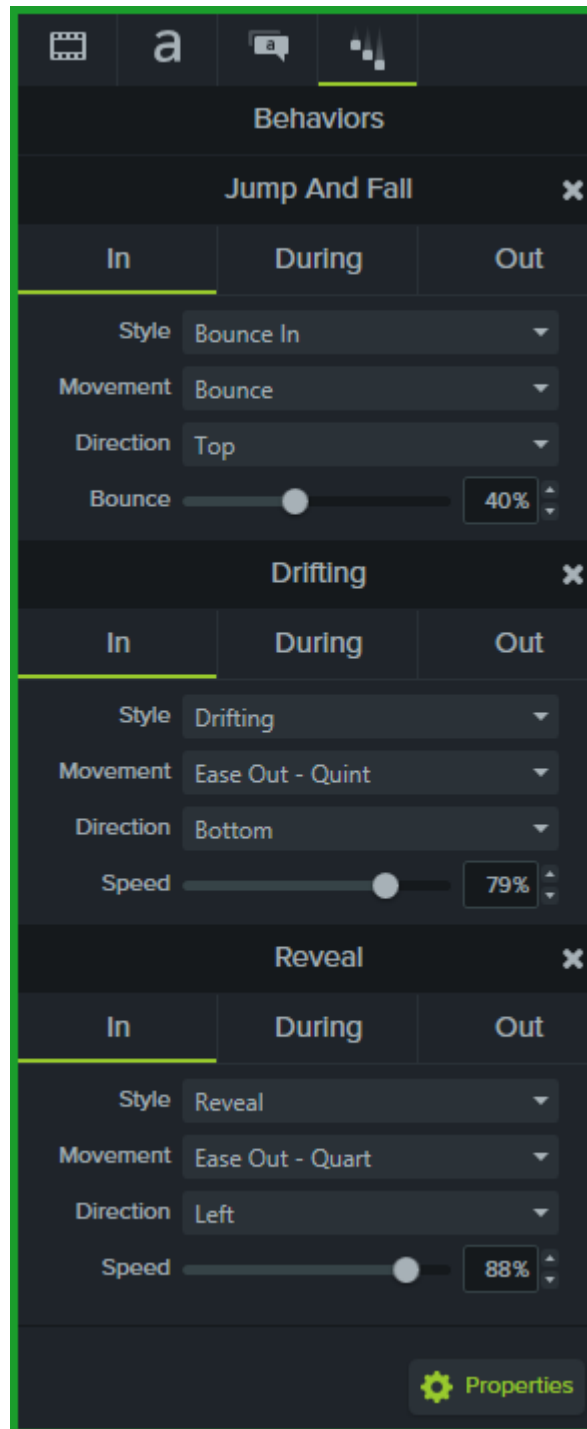 a
a
Behaviors
Jump And Fall
In During Out
Style Bounce In
Movement Bounce
Direction Top
Bounce 40%
Drifting
In During Out
Style Drifting
Movement Ease Out - Quint
Direction Bottom
Speed 79%
Reveal
In During Out
Style Reveal
Movement Ease Out - Quart
Direction Left
Speed 88%
Properties